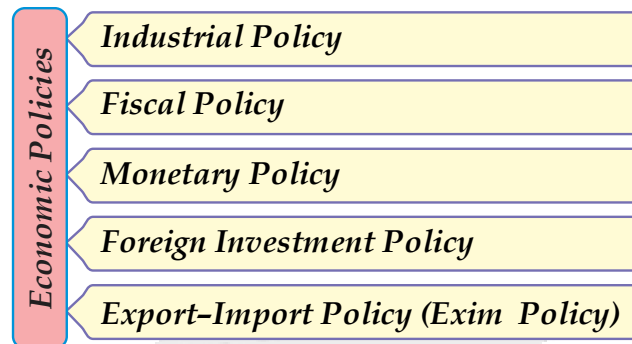 Economic Policies
Industrial Policy
Fiscal Policy
Monetary Policy
Foreign Investment Policy
Export–Import Policy (Exim Policy)